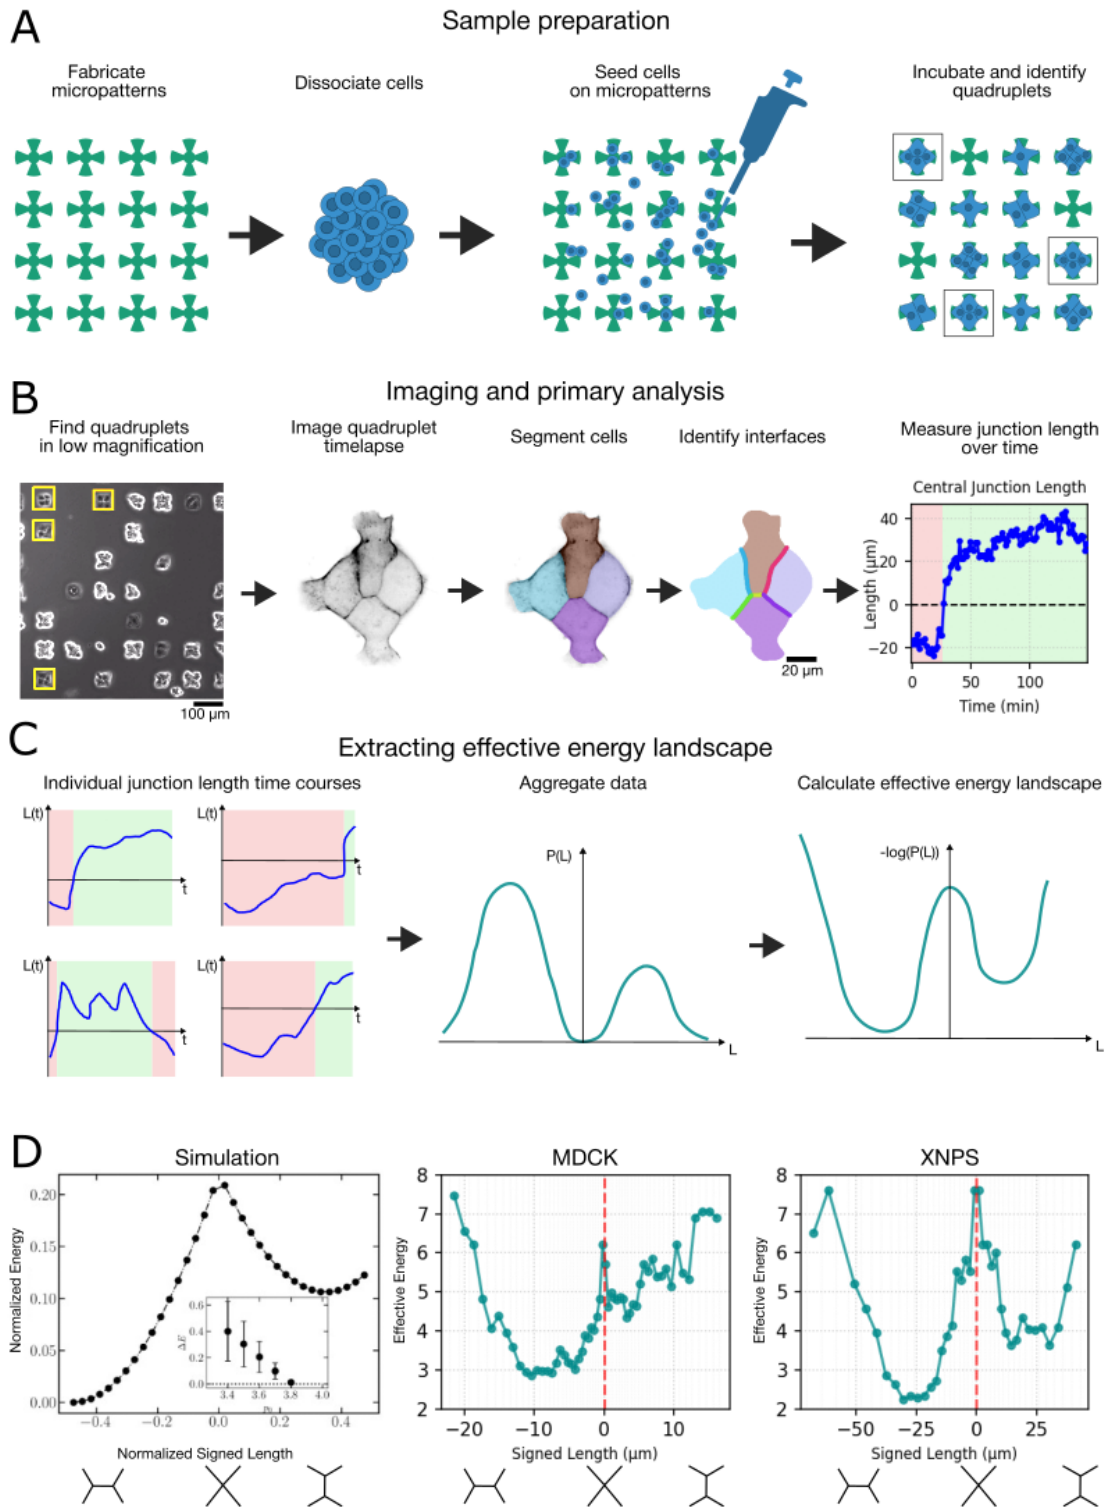 A
Sample preparation
Fabricate
micropatterns
Dissociate cells
Seed cells
on micropatterns
Incubate and identify
quadruplets
B
Imaging and primary analysis
Find quadruplets
in low magnification
Image quadruplet
timelapse
Segment cells
Identify interfaces
Measure junction length
over time
100 μm
20 μm
Central Junction Length
Length (μm)
40
20
0
−20
0
50
100
Time (min)
C
Extracting effective energy landscape
Individual junction length time courses
Aggregate data
Calculate effective energy landscape
L(t)
t
L(t)
t
L(t)
t
L(t)
t
P(L)
L
-log(P(L))
L
D
Simulation
Normalized Energy
0.20
0.15
0.10
0.05
0.00
−0.4
−0.2
0.0
0.2
0.4
Normalized Signed Length
ΔE
0.6
0.4
0.2
0.0
3.4
3.6
3.8
4.0
MDCK
Effective Energy
8
7
6
5
4
3
2
−20
−10
0
10
Signed Length (μm)
XNPS
Effective Energy
8
7
6
5
4
3
2
−50
−25
0
25
Signed Length (μm)